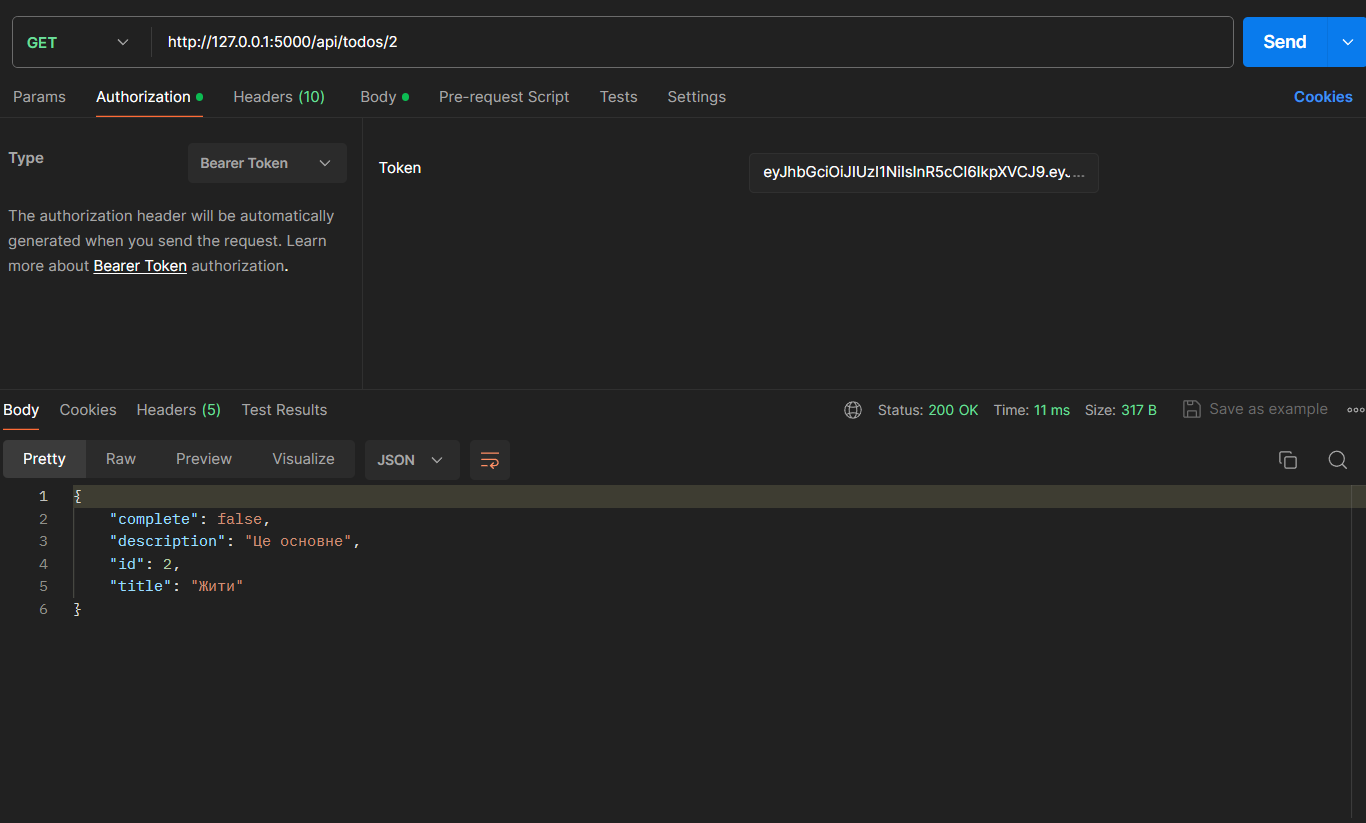 GET http://127.0.0.1:5000/api/todos/2 Send
Params Authorization Headers (10) Body Pre-request Script Tests Settings Cookies
Type Bearer Token Token eyJhbGciOiJIUzI1NiIsInR5cCI6IkpXVCJ9.eyJ...
The authorization header will be automatically
generated when you send the request. Learn
more about Bearer Token authorization.
Body Cookies Headers (5) Test Results Status: 200 OK Time: 11 ms Size: 317 B Save as example
Pretty Raw Preview Visualize JSON
1 {
2 "complete": false,
3 "description": "Це основне",
4 "id": 2,
5 "title": "Жити"
6 }